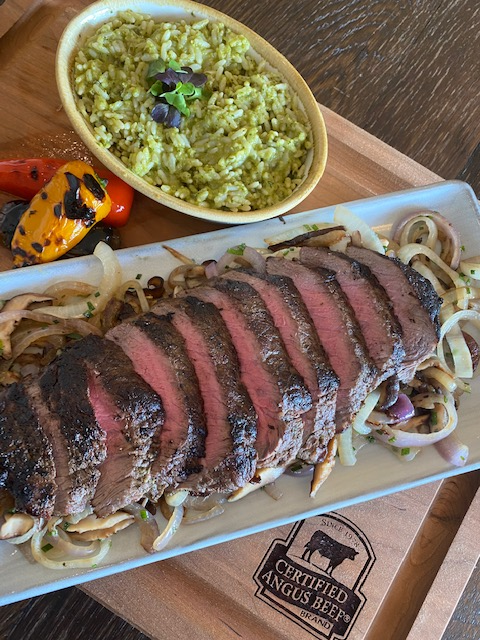 SINCE 1978
CERTIFIED
ANGUS BEEF®
BRAND